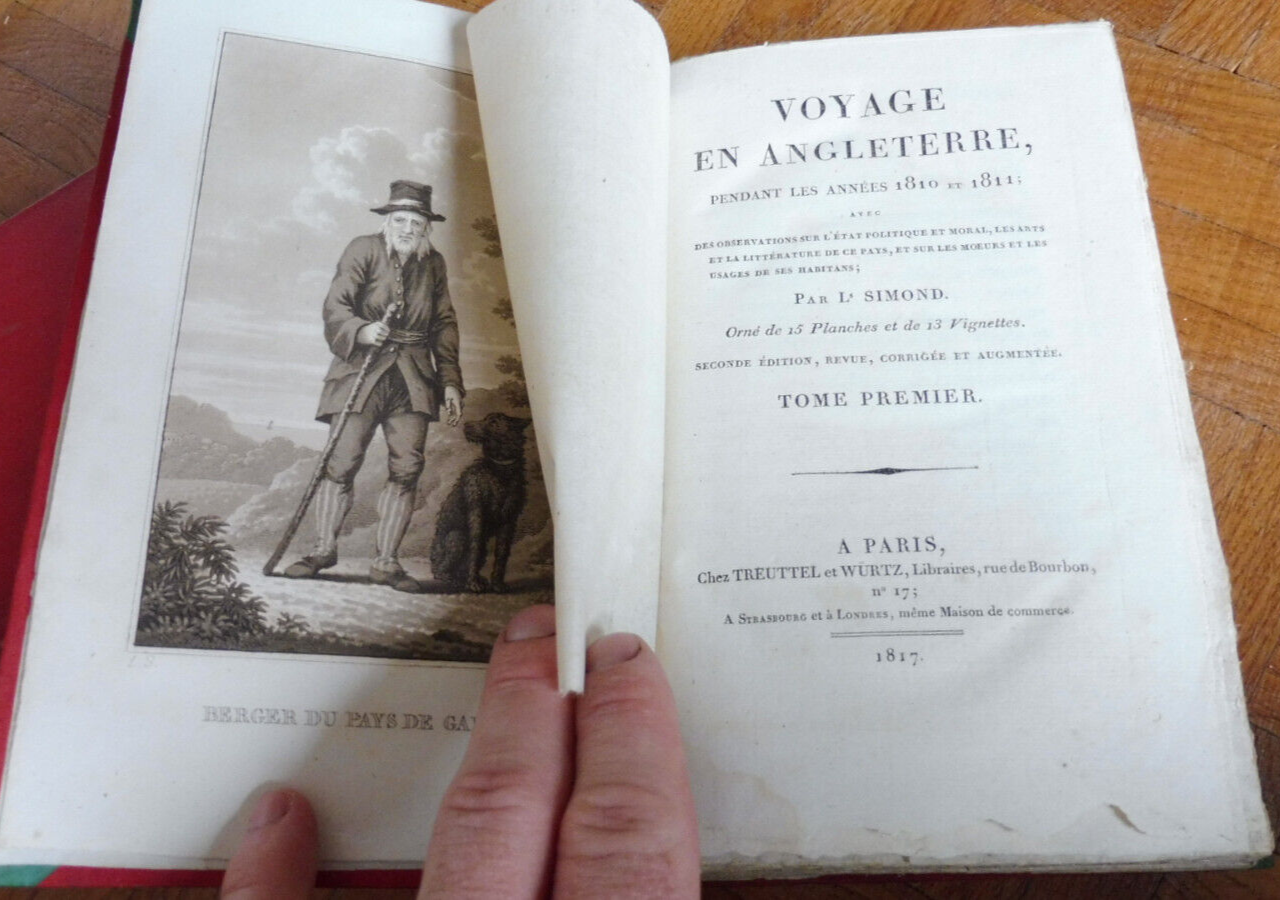 BERGER DU PAYS DE
VOYAGE
EN ANGLETERRE,
PENDANT LES ANNÉES 1810 ET 1811;
AVEC
DES OBSERVATIONS SUR L'ÉTAT POLITIQUE ET MORAL, LES ARTS
ET LA LITTÉRATURE DE CE PAYS, ET SUR LES MOEURS ET LES
USAGES DE SES HABITANS;
PAR Ls SIMOND.
Orné de 15 Planches et de 13 Vignettes.
SECONDE ÉDITION, REVUE, CORRIGÉE ET AUGMENTÉE.
TOME PREMIER.
A PARIS,
Chez TREUTTEL et WÜRTZ, Libraires, rue de Bourbon,
n° 17;
A STRASBOURG et à LONDRES, même Maison de commerce.
1817.